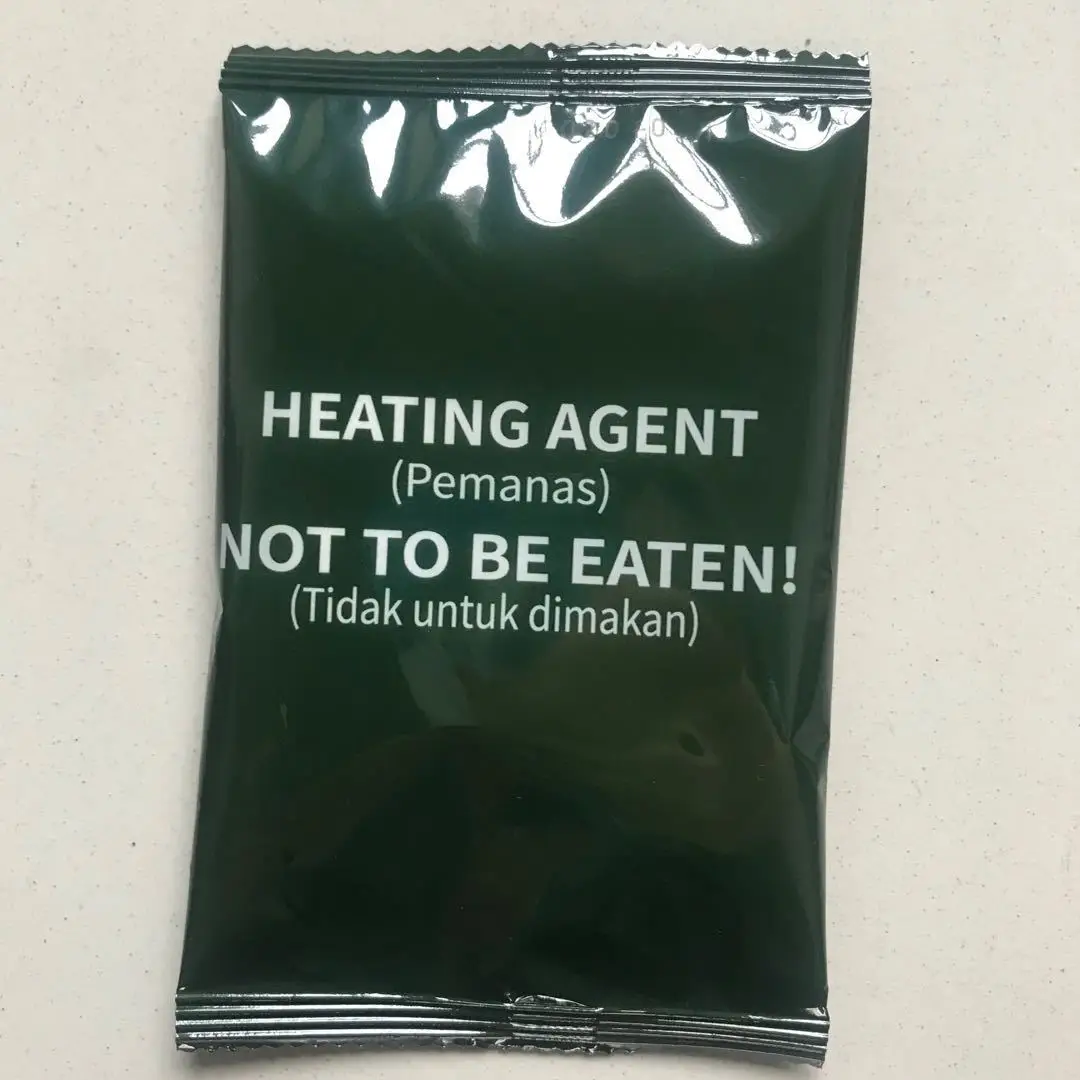 HEATING AGENT
(Pemanas)
NOT TO BE EATEN!
(Tidak untuk dimakan)